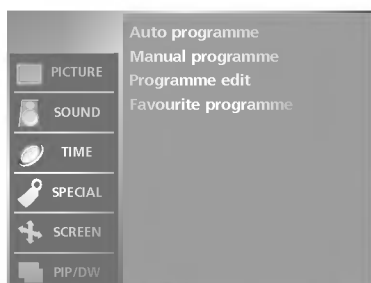 Auto programme
Manual programme
Programme edit
Favourite programme
PICTURE
SOUND
TIME
SPECIAL
SCREEN
PIP/DW